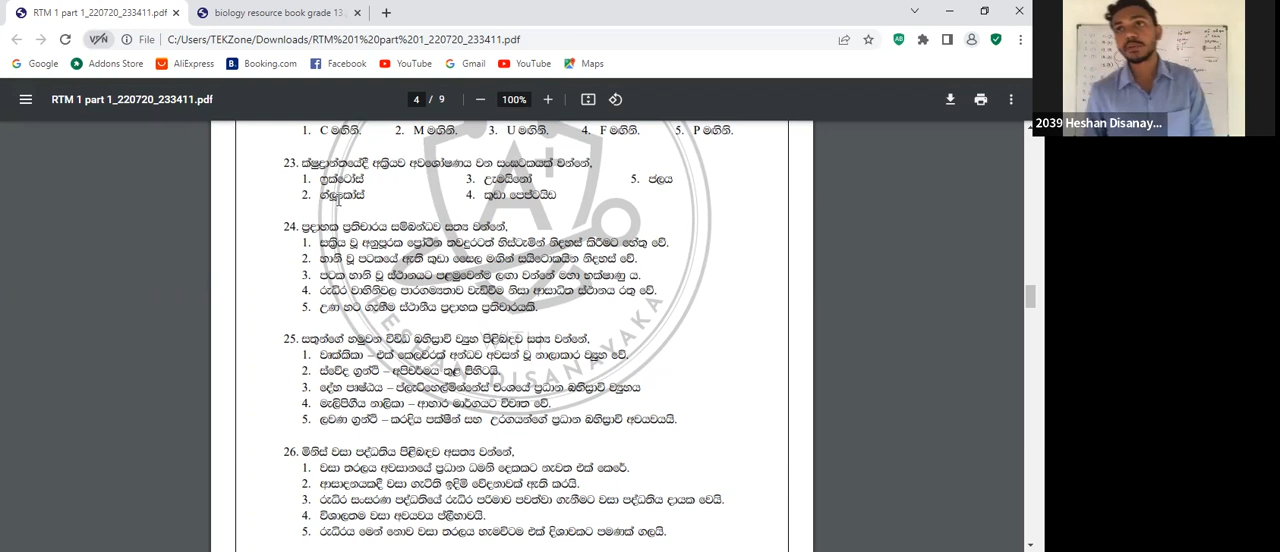 RTM 1 part 1_220720_233411.pdf
biology resource book grade 13
VPN File C:/Users/TEKZone/Downloads/RTM%201%20part%201_220720_233411.pdf
Google Addons Store AliExpress Booking.com Facebook YouTube Gmail YouTube Maps
RTM 1 part 1_220720_233411.pdf 4 / 9 100%
2039 Heshan Disanay...
1. C මගිනි. 2. M මගිනි. 3. U මගිනි. 4. F මගිනි. 5. P මගිනි.
23. ක්ෂුද්‍රාන්ත්‍රයේදී අක්‍රියව අවශෝෂණය වන සංඝටකයක් වන්නේ,
1. ෆ්‍රක්ටෝස් 3. ඇමයිනෝ 5. ජලය
2. ග්ලූකෝස් 4. කුඩා පෙප්ටයිඩ
24. ප්‍රදාහක ප්‍රතිචාරය සම්බන්ධව සත්‍ය වන්නේ,
1. සක්‍රිය වූ අනුපූරක ප්‍රෝටීන තවදුරටත් හිස්ටැමින් නිදහස් කිරීමට හේතු වේ.
2. හානි වූ පටකයේ ඇති කුඩා සෛල මගින් සයිටොකයින නිදහස් වේ.
3. පටක හානි වූ ස්ථානයට පළමුවෙන්ම ලඟා වන්නේ මහා භක්ෂාණු ය.
4. රුධිර වාහිනිවල පාරගම්‍යතාව වැඩිවීම නිසා ආසාදිත ස්ථානය රතු වේ.
5. උණ හට ගැනීම ස්ථානීය ප්‍රදාහක ප්‍රතිචාරයකි.
25. සතුන්ගේ හමුවන විවිධ බහිස්‍රාවි ව්‍යුහ පිළිබඳව සත්‍ය වන්නේ,
1. වෘක්කිකා – එක් කෙලවරක් අන්ධව අවසන් වූ නාලාකාර ව්‍යුහ වේ.
2. ස්වේද ග්‍රන්ථි – අපිචර්මය තුළ පිහිටයි.
3. දේහ පෘෂ්ඨය – ප්ලැටිහෙල්මින්තේස් වංශයේ ප්‍රධාන බහිස්‍රාවි ව්‍යුහය
4. මැල්පිගීය නාලිකා – ආහාර මාර්ගයට විවෘත වේ.
5. ලවණ ග්‍රන්ථි – කරදිය පක්ෂීන් සහ උරගයන්ගේ ප්‍රධාන බහිස්‍රාවි අවයවයයි.
26. මිනිස් වසා පද්ධතිය පිළිබඳව අසත්‍ය වන්නේ,
1. වසා තරලය අවසානයේ ප්‍රධාන ධමනි දෙකකට නැවත එක් කෙරේ.
2. ආසාදනයකදී වසා ගැටිති ඉදිමී වේදනාවක් ඇති කරයි.
3. රුධිර සංසරණ පද්ධතියේ රුධිර පරිමාව පවත්වා ගැනීමට වසා පද්ධතිය දායක වෙයි.
4. විශාලතම වසා අවයවය ප්ලීහාවයි.
5. රුධිරය මෙන් නොව වසා තරලය හැමවිටම එක් දිශාවකට පමණක් ගලයි.
WITH
HESHAN DISANAYAKA